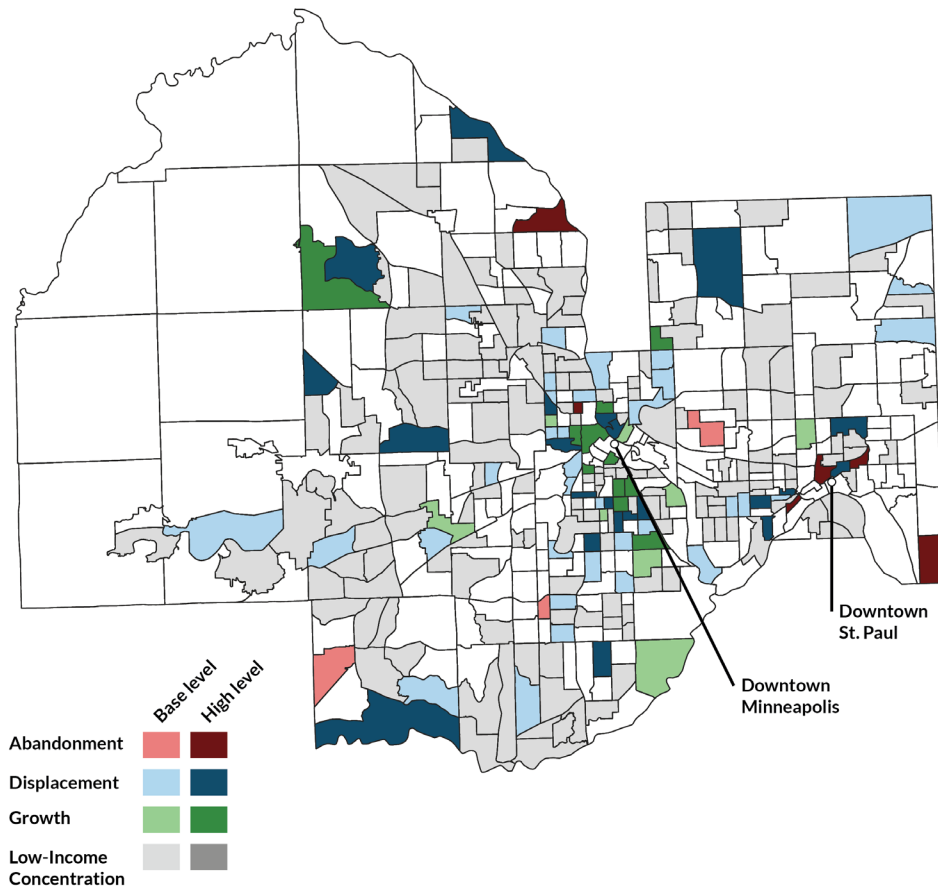 Downtown
St. Paul
Downtown
Minneapolis
Base level
High level
Abandonment
Displacement
Growth
Low-Income
Concentration